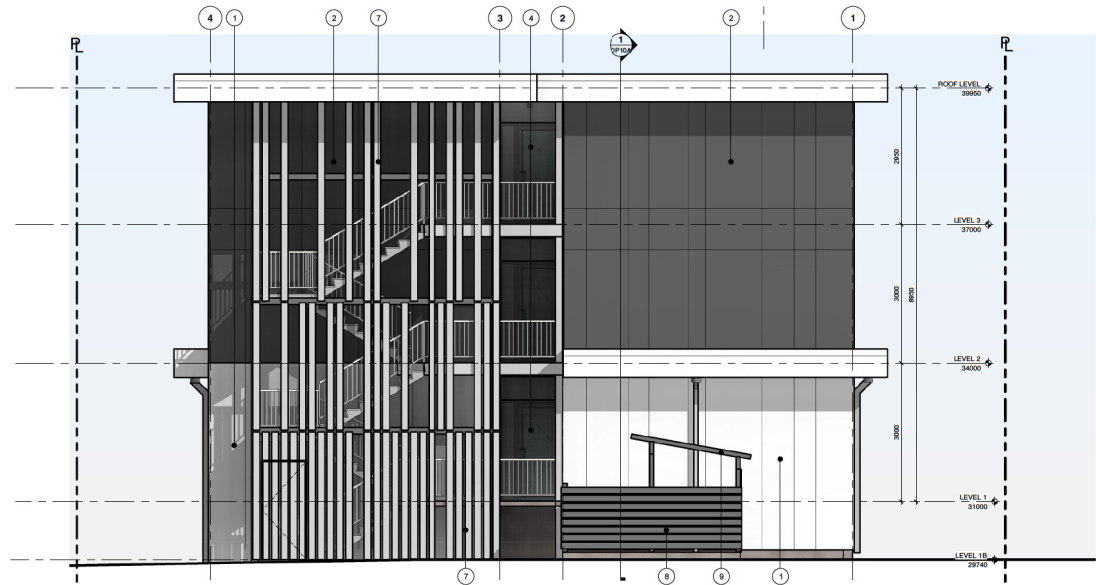 4 1 2 7 3 4 2 1 2 1
DP10A
PL
PL
ROOF LEVEL
39950
2950
LEVEL 3
37000
3000
8950
LEVEL 2
34000
3000
LEVEL 1
31000
LEVEL 1B
29740
7 8 9 1